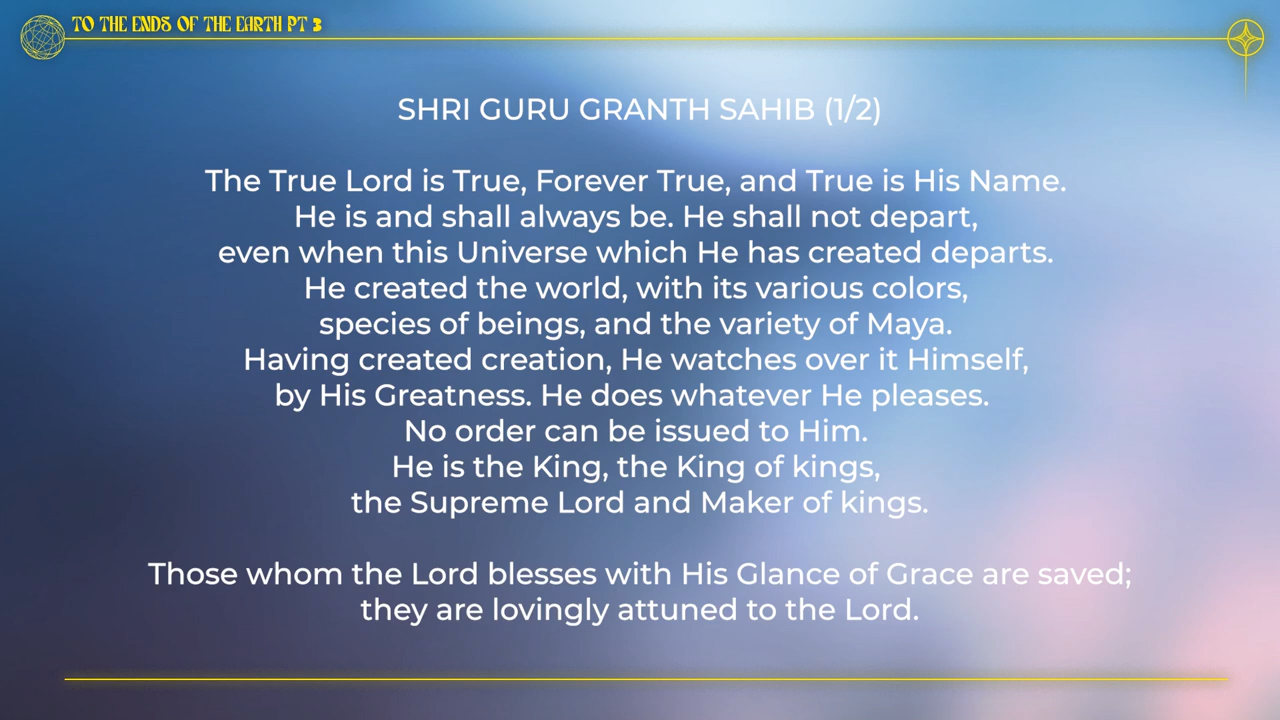 TO THE ENDS OF THE EARTH PT 3
SHRI GURU GRANTH SAHIB (1/2)
The True Lord is True, Forever True, and True is His Name.
He is and shall always be. He shall not depart,
even when this Universe which He has created departs.
He created the world, with its various colors,
species of beings, and the variety of Maya.
Having created creation, He watches over it Himself,
by His Greatness. He does whatever He pleases.
No order can be issued to Him.
He is the King, the King of kings,
the Supreme Lord and Maker of kings.
Those whom the Lord blesses with His Glance of Grace are saved;
they are lovingly attuned to the Lord.